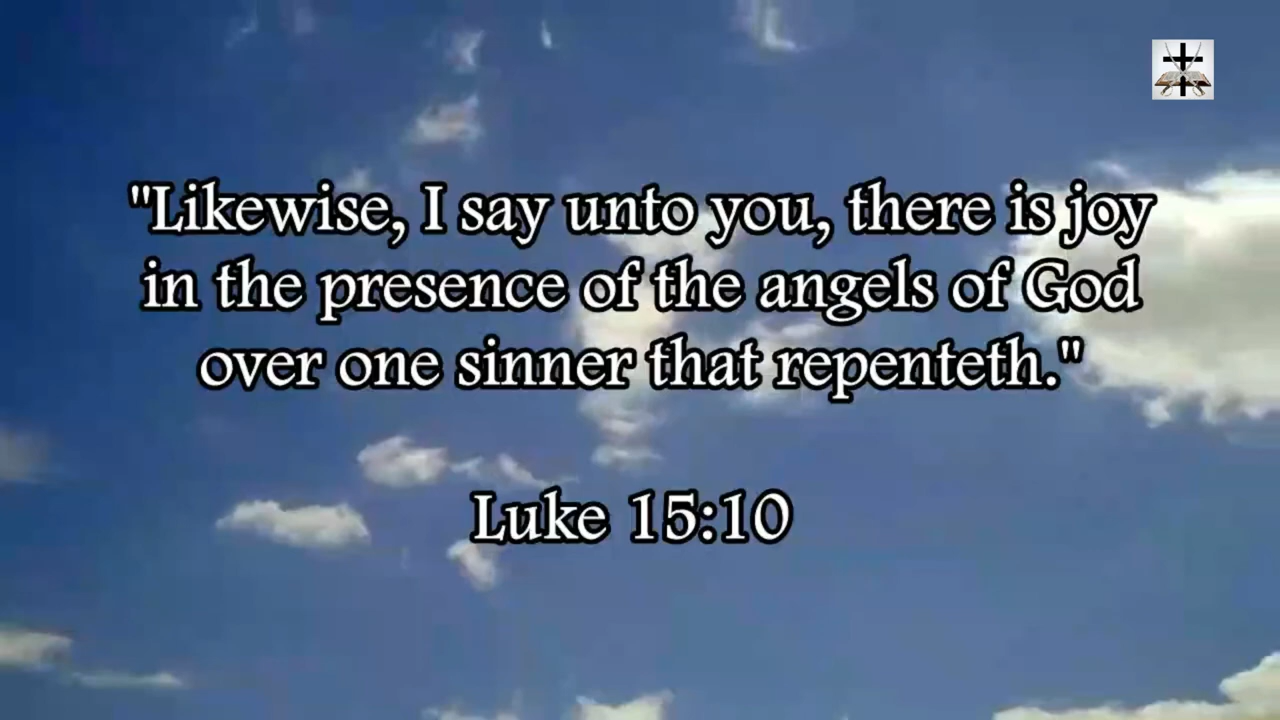 "Likewise, I say unto you, there is joy
in the presence of the angels of God
over one sinner that repenteth."
Luke 15:10